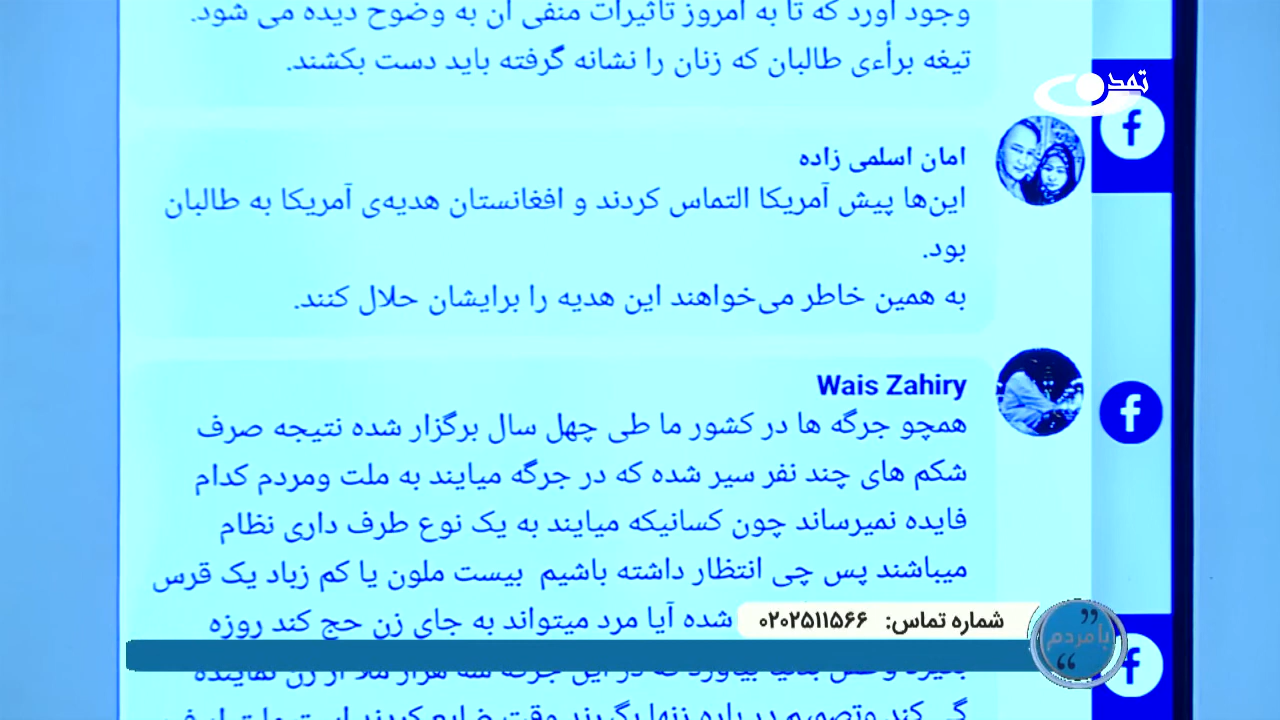 وجود آورد که تا به امروز تاثیرات منفی آن به وضوح دیده می شود.
تیغه برأءی طالبان که زنان را نشانه گرفته باید دست بکشند.
تمدن
امان اسلمی زاده
این‌ها پیش آمریکا التماس کردند و افغانستان هدیه‌ی آمریکا به طالبان
بود.
به همین خاطر می‌خواهند این هدیه را برایشان حلال کنند.
Wais Zahiry
همچو جرگه ها در کشور ما طی چهل سال برگزار شده نتیجه صرف
شکم های چند نفر سیر شده که در جرگه میایند به ملت ومردم کدام
فایده نمیرساند چون کسانیکه میایند به یک نوع طرف داری نظام
میباشند پس چی انتظار داشته باشیم بیست ملون یا کم زباد یک قرس
شده آیا مرد میتواند به جای زن حج کند روزه
شماره تماس: ۰۲۰۲۵۱۱۵۶۶
بامردم